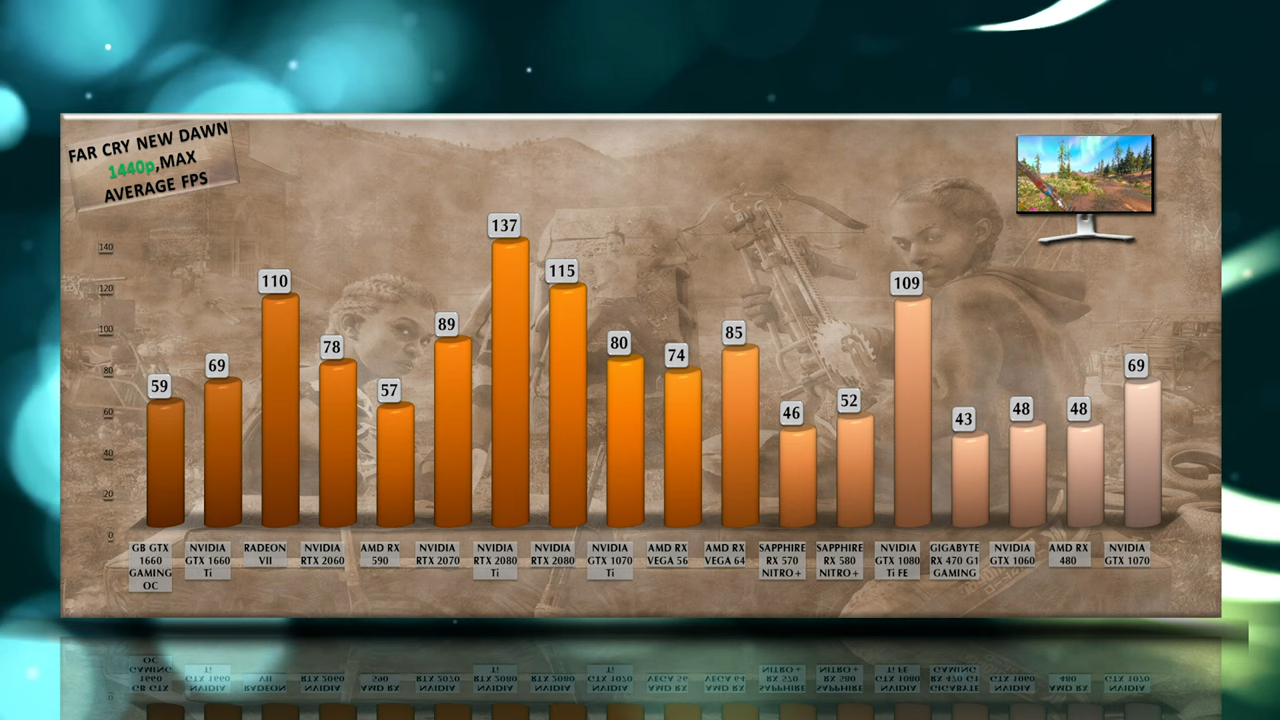 FAR CRY NEW DAWN
1440p,MAX
AVERAGE FPS
140
120
100
80
60
40
20
0
59
69
110
78
57
89
137
115
80
74
85
46
52
109
43
48
48
69
GB GTX
1660
GAMING
OC
NVIDIA
GTX 1660
Ti
RADEON
VII
NVIDIA
RTX 2060
AMD RX
590
NVIDIA
RTX 2070
NVIDIA
RTX 2080
Ti
NVIDIA
RTX 2080
NVIDIA
GTX 1070
Ti
AMD RX
VEGA 56
AMD RX
VEGA 64
SAPPHIRE
RX 570
NITRO+
SAPPHIRE
RX 580
NITRO+
NVIDIA
GTX 1080
Ti FE
GIGABYTE
RX 470 G1
GAMING
NVIDIA
GTX 1060
AMD RX
480
NVIDIA
GTX 1070